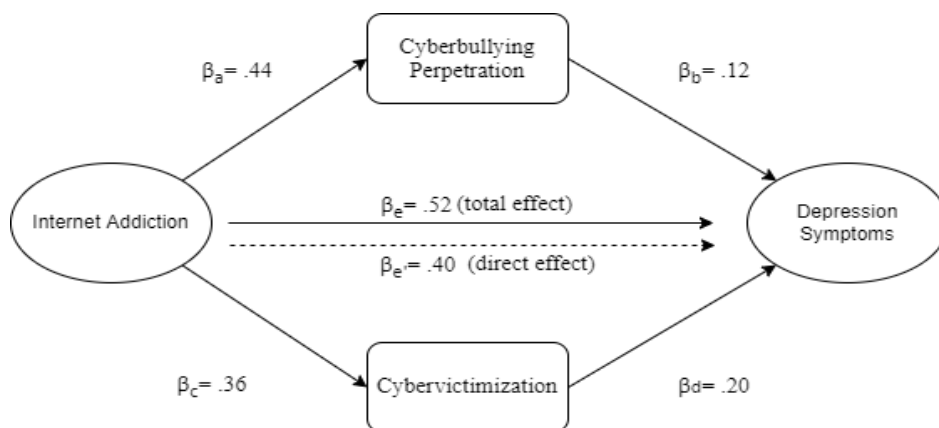 Cyberbullying
Perpetration
βa= .44
βb= .12
Internet Addiction
βe= .52 (total effect)
βe'= .40 (direct effect)
Depression
Symptoms
βc= .36
Cybervictimization
βd= .20